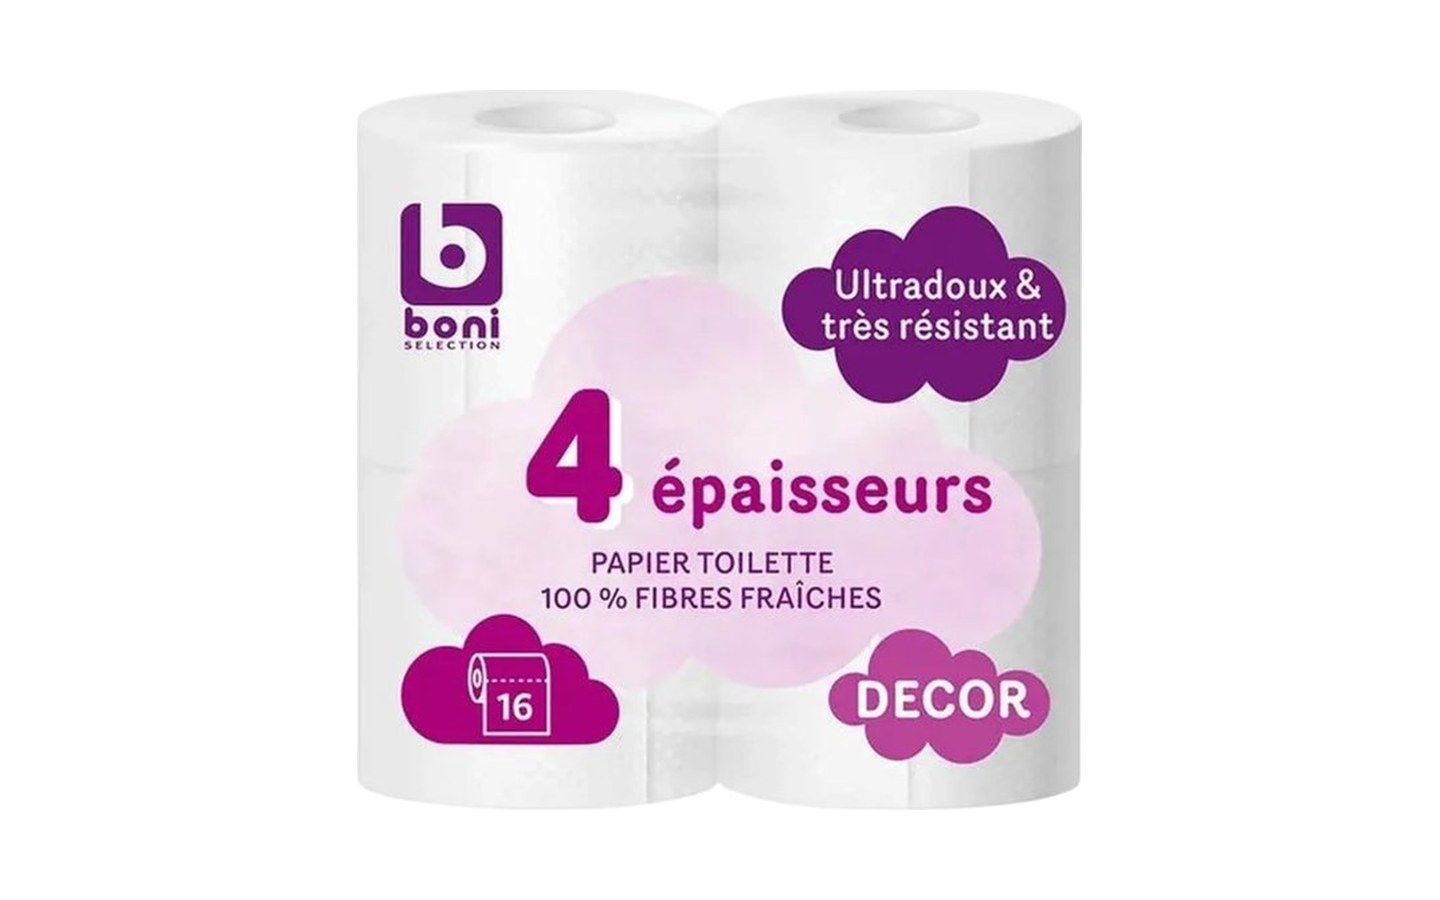 b
boni
SELECTION
Ultradoux &
très résistant
4 épaisseurs
PAPIER TOILETTE
100 % FIBRES FRAÎCHES
16
DECOR